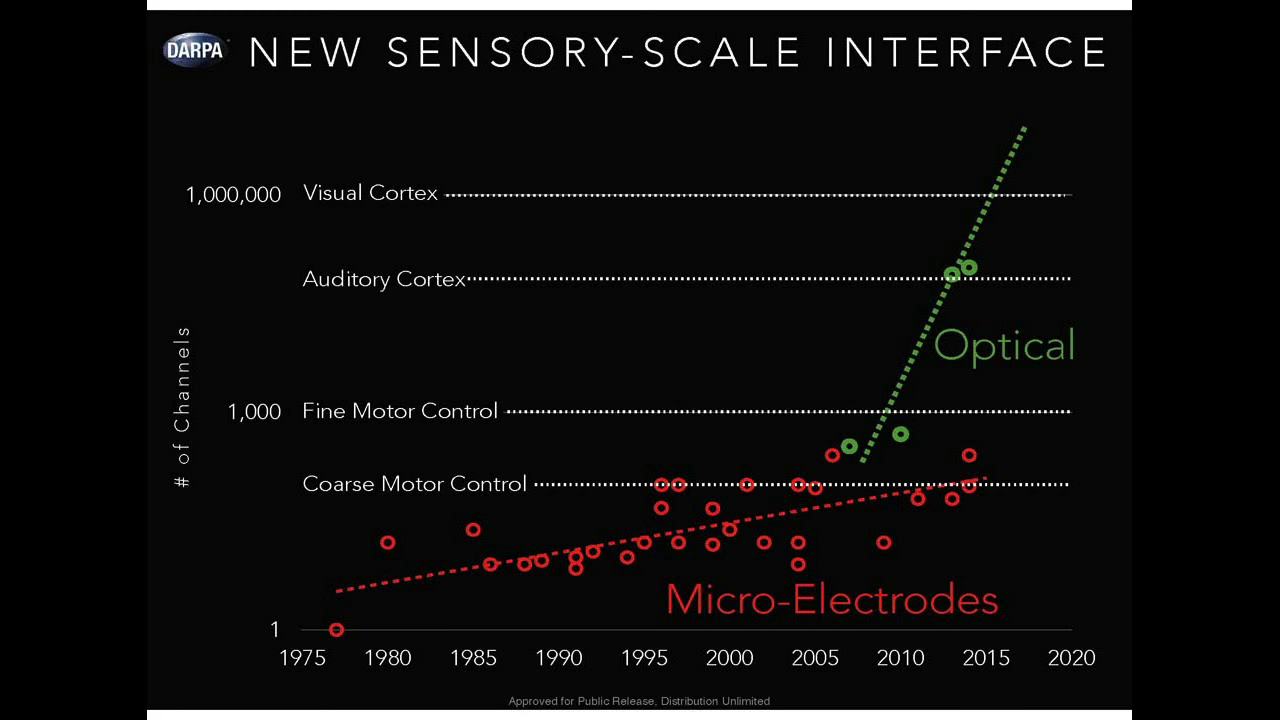 DARPA
NEW SENSORY-SCALE INTERFACE
1,000,000
Visual Cortex
Auditory Cortex
# of Channels
Optical
1,000
Fine Motor Control
Coarse Motor Control
Micro-Electrodes
1
1975 1980 1985 1990 1995 2000 2005 2010 2015 2020
Approved for Public Release, Distribution Unlimited